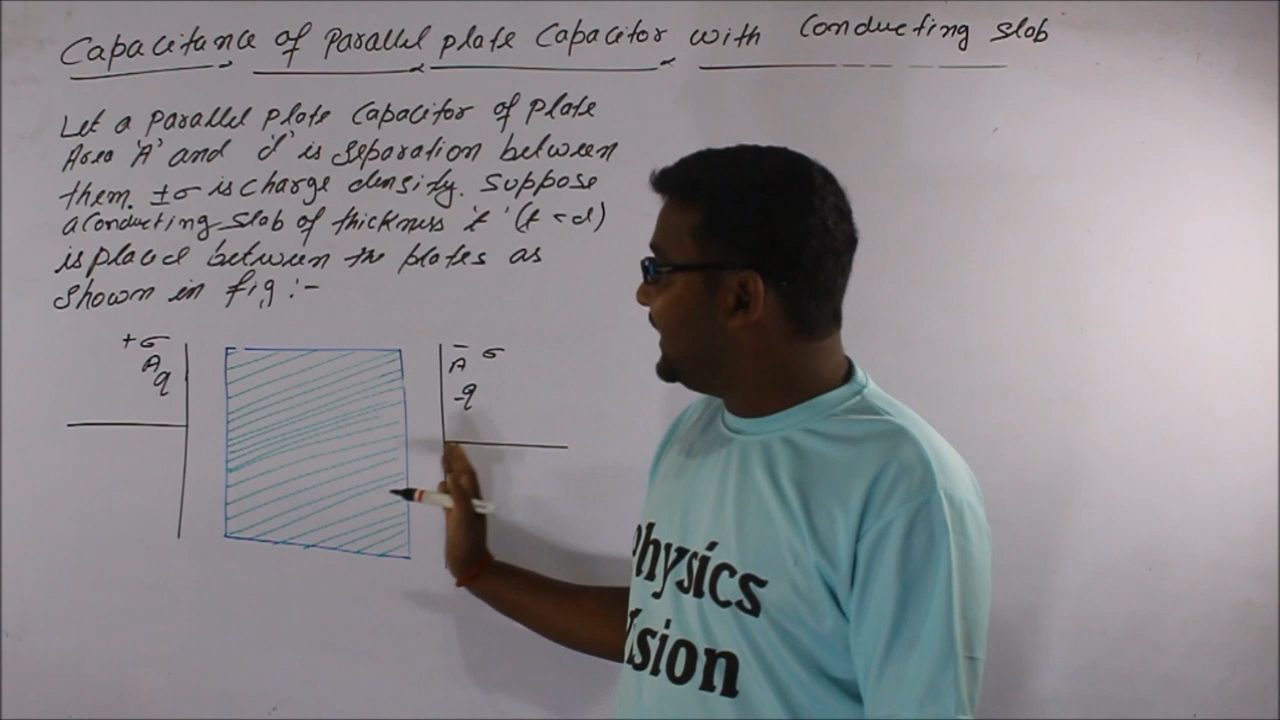 Capacitance of Parallel plate Capacitor with Conducting slab
Let a parallel plate Capacitor of plate
Area 'A' and 'd' is separation between
them. ±σ is charge density. Suppose
a Conducting slab of thickness 't' (t < d)
is placed between the plates as
shown in fig :-
+σ
A
q
- σ
A
-q
Physics
Vision